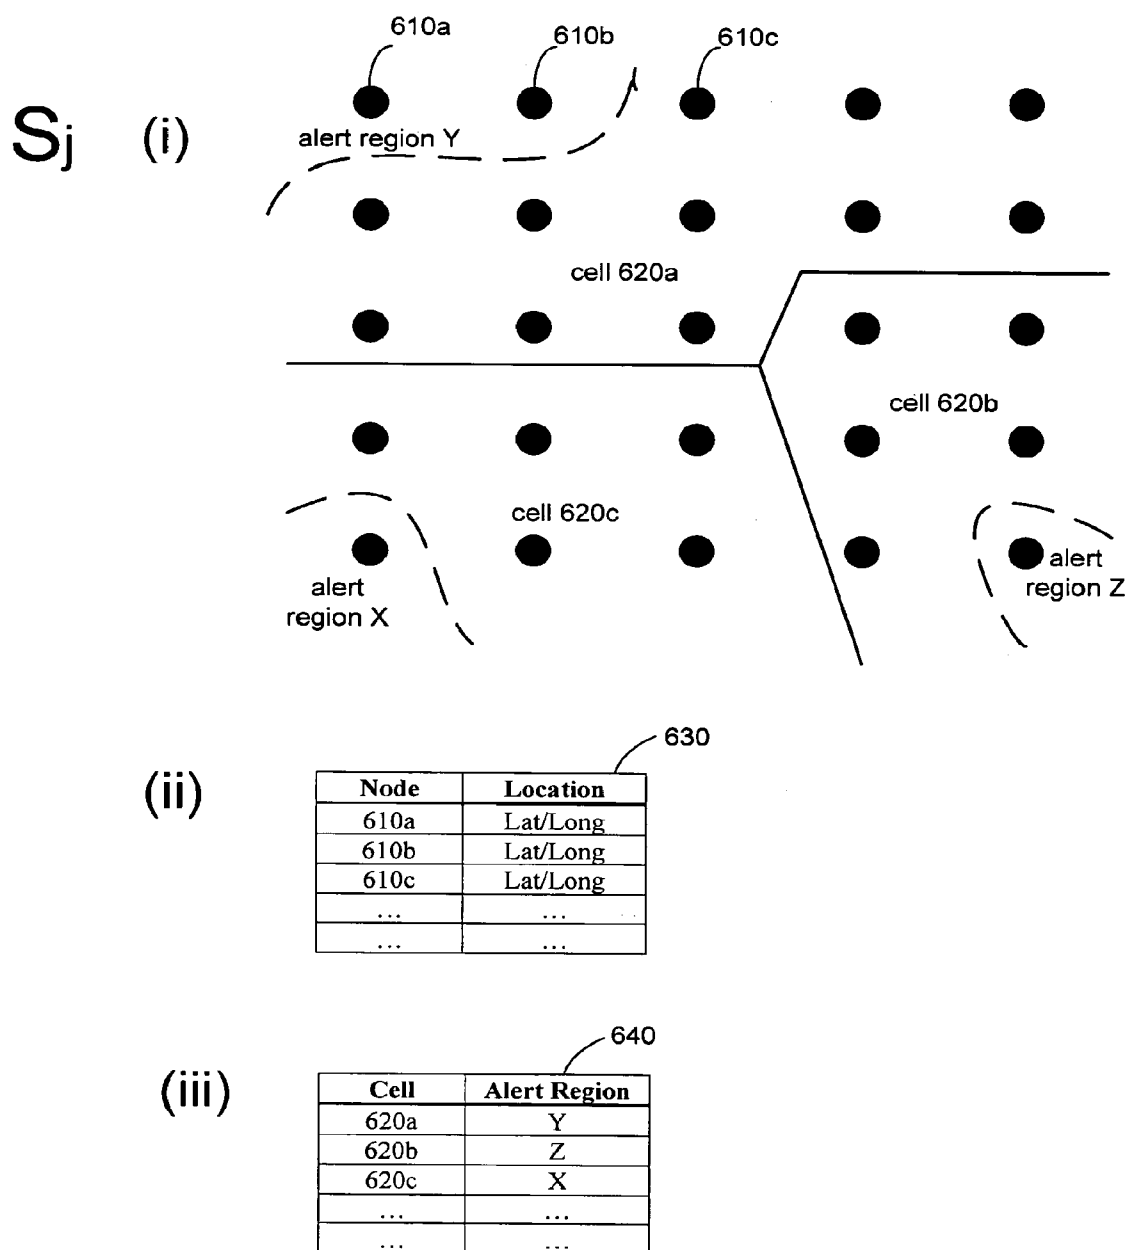 610a
610b
610c
Sj (i)
alert region Y
cell 620a
cell 620b
cell 620c
alert
region X
alert
region Z
630
(ii)
Node Location
610a Lat/Long
610b Lat/Long
610c Lat/Long
... ...
... ...
640
(iii)
Cell Alert Region
620a Y
620b Z
620c X
... ...
... ...